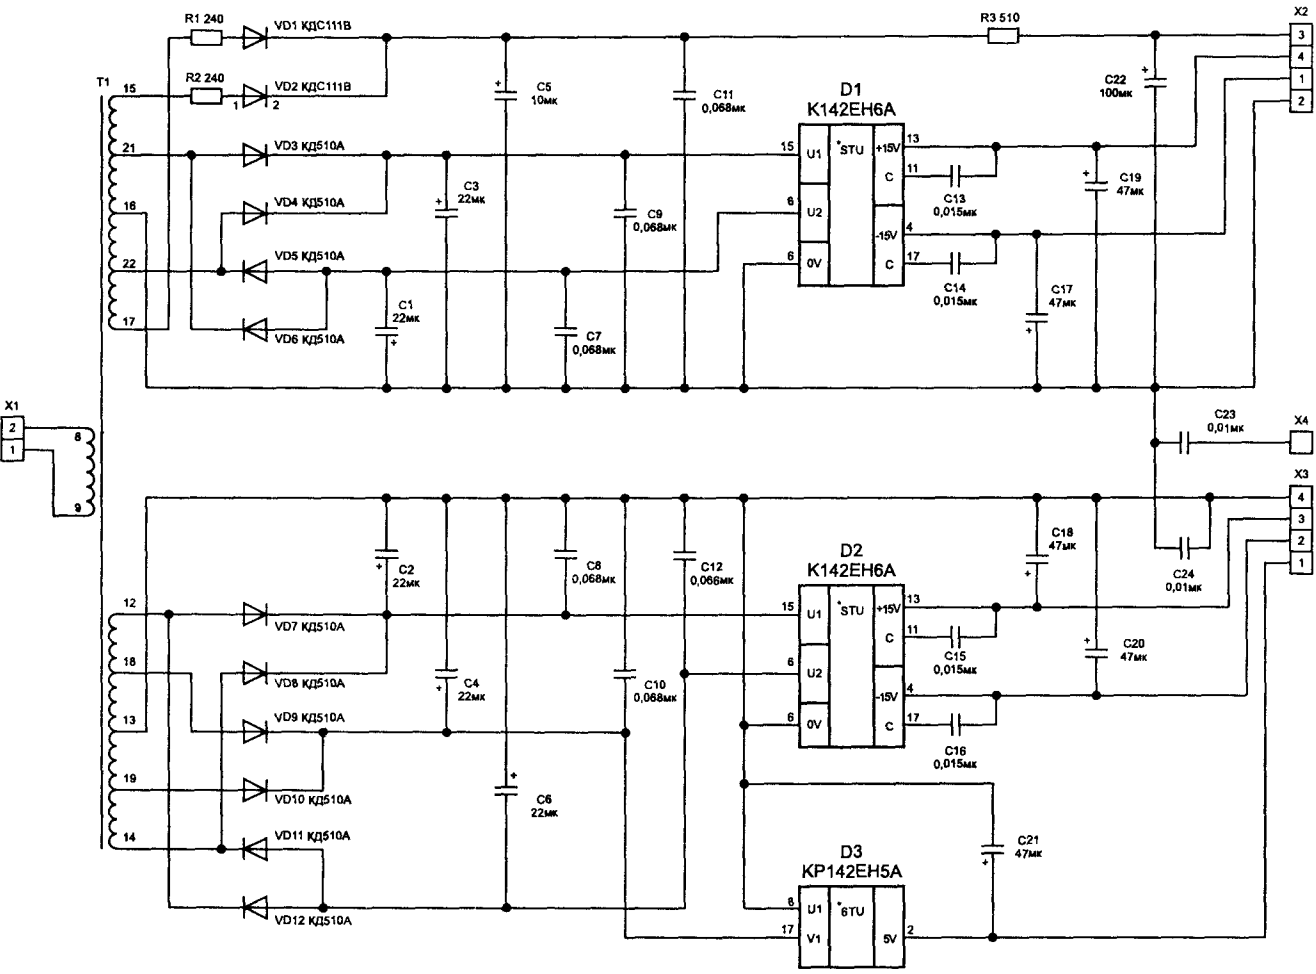 R1 240
VD1 КДС111В
T1
15
R2 240
1
2
VD2 КДС111В
21
VD3 КД510А
VD4 КД510А
16
22
VD5 КД510А
17
VD6 КД510А
C1
22мк
+
C3
22мк
+
C5
10мк
+
C7
0,068мк
C9
0,068мк
C11
0,068мк
D1
К142ЕН6А
15
U1
6
U2
6
0V
*STU
+15V
13
C
11
-15V
4
C
17
C13
0,015мк
C14
0,015мк
C17
47мк
+
C19
47мк
+
R3 510
C22
100мк
+
X2
3
4
1
2
X1
2
1
8
9
C23
0,01мк
X4
X3
4
3
2
1
C24
0,01мк
12
VD7 КД510А
18
VD8 КД510А
13
VD9 КД510А
19
VD10 КД510А
14
VD11 КД510А
VD12 КД510А
C2
22мк
+
C4
22мк
+
C6
22мк
+
C8
0,068мк
C10
0,068мк
C12
0,066мк
D2
К142ЕН6А
15
U1
6
U2
6
0V
*STU
+15V
13
C
11
-15V
4
C
17
C15
0,015мк
C16
0,015мк
C18
47мк
+
C20
47мк
+
C21
47мк
+
D3
КР142ЕН5А
8
U1
17
V1
*6TU
5V
2